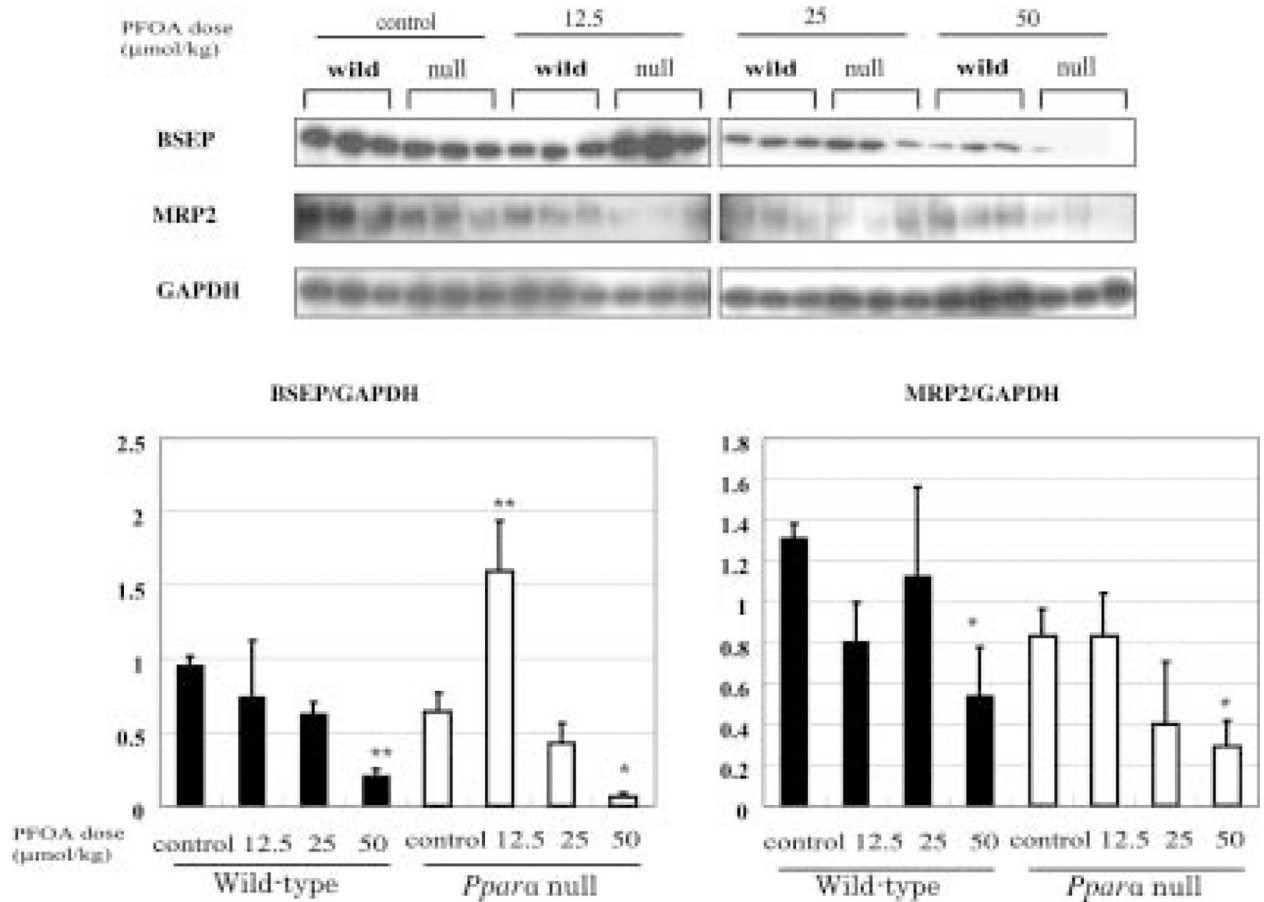 PFOA dose control 12.5 25 50
(μmol/kg)
wild null wild null wild null wild null
BSEP
MRP2
GAPDH
BSEP/GAPDH MRP2/GAPDH
2.5
2
1.5
1
0.5
0
**
**
*
1.8
1.6
1.4
1.2
1
0.8
0.6
0.4
0.2
0
*
*
PFOA dose control 12.5 25 50 control 12.5 25 50 control 12.5 25 50 control 12.5 25 50
(μmol/kg)
Wild-type Pparα null Wild-type Pparα null